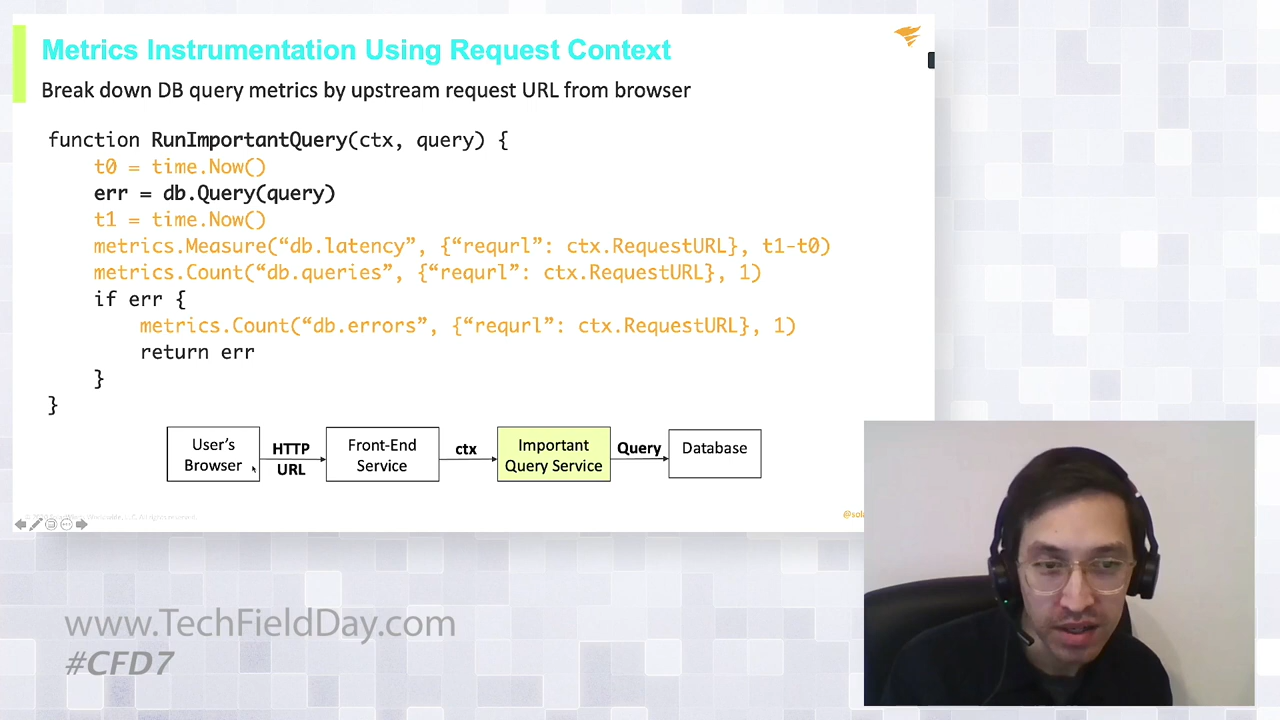 Metrics Instrumentation Using Request Context
Break down DB query metrics by upstream request URL from browser
function RunImportantQuery(ctx, query) {
t0 = time.Now()
err = db.Query(query)
t1 = time.Now()
metrics.Measure(“db.latency”, {“requrl”: ctx.RequestURL}, t1-t0)
metrics.Count(“db.queries”, {“requrl”: ctx.RequestURL}, 1)
if err {
metrics.Count(“db.errors”, {“requrl”: ctx.RequestURL}, 1)
return err
}
}
User’s
Browser
HTTP
URL
Front-End
Service
ctx
Important
Query Service
Query
Database
@sola
www.TechFieldDay.com
#CFD7